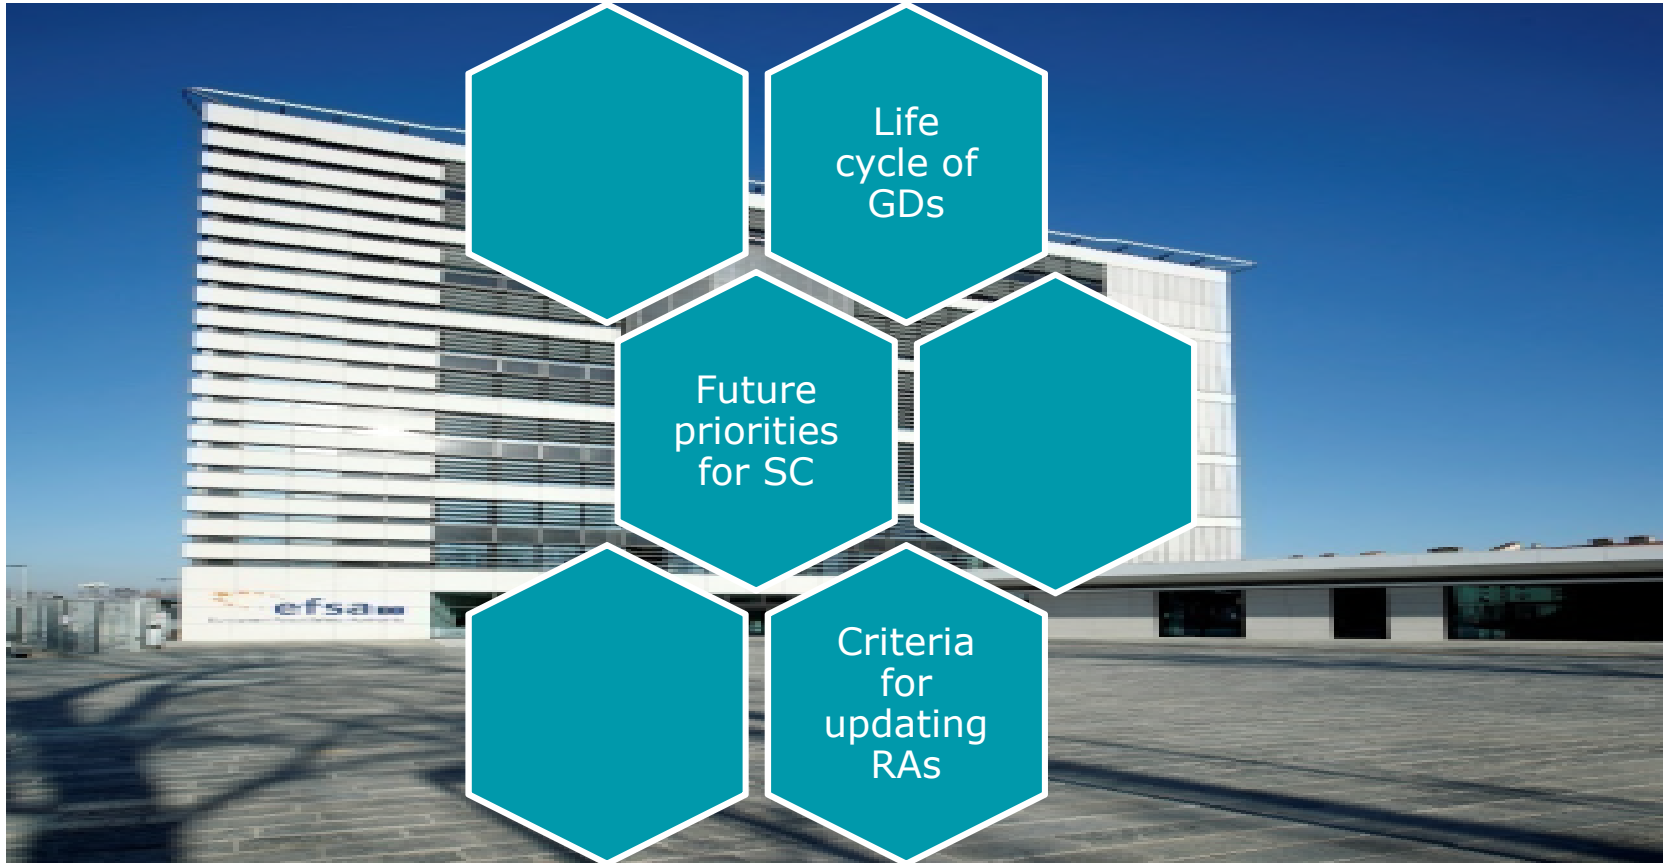 Life
cycle of
GDs
Future
priorities
for SC
efsa
Criteria
for
updating
RAs